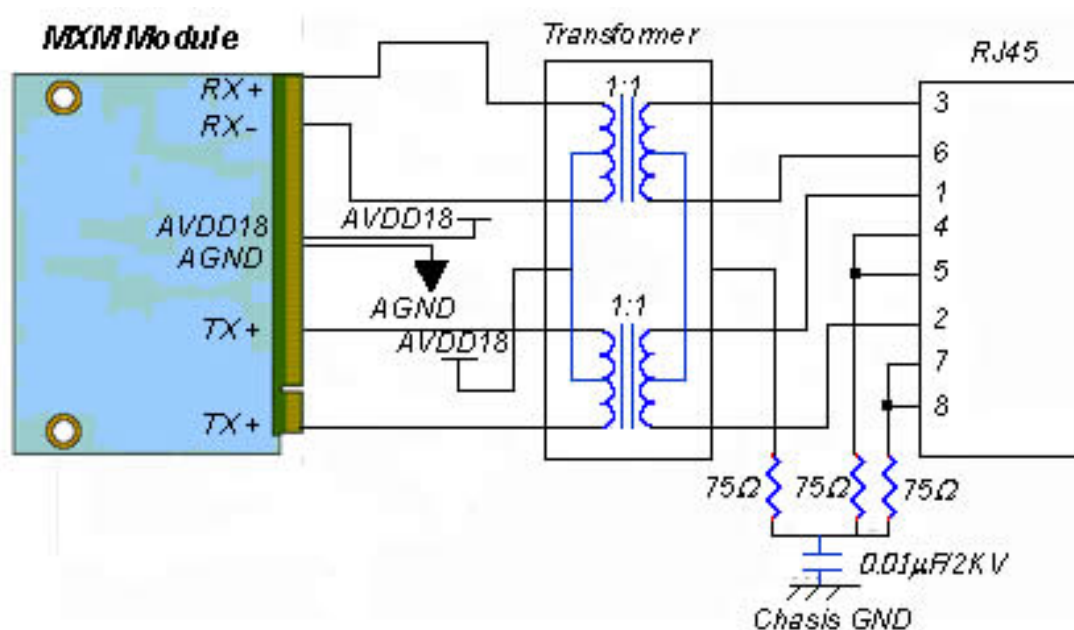 MXM Module
Transformer
RJ45
RX+
RX-
AVDD18
AGND
TX+
TX+
AVDD18
AGND
AVDD18
1:1
1:1
3
6
1
4
5
2
7
8
75Ω
75Ω
75Ω
0.01µF/2KV
Chasis GND